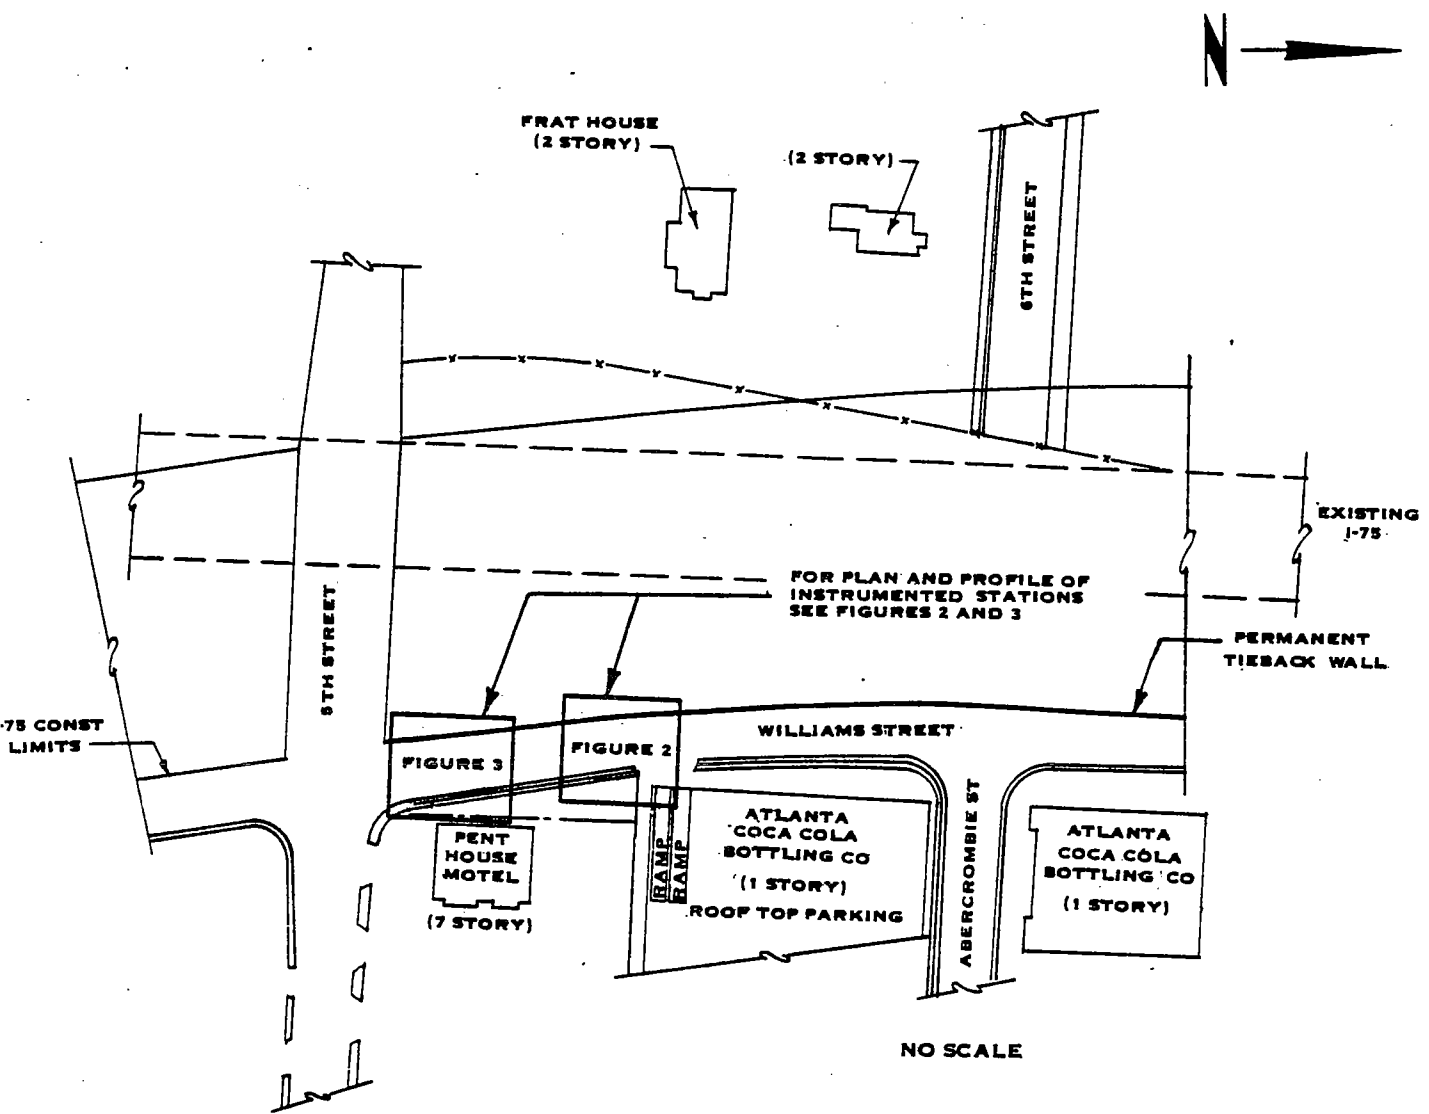 N
FRAT HOUSE
(2 STORY)
(2 STORY)
6TH STREET
EXISTING
I-75
FOR PLAN AND PROFILE OF
INSTRUMENTED STATIONS
SEE FIGURES 2 AND 3
PERMANENT
TIEBACK WALL
5TH STREET
-75 CONST
LIMITS
WILLIAMS STREET
FIGURE 2
FIGURE 3
ABERCROMBIE ST
ATLANTA
COCA COLA
BOTTLING CO
(1 STORY)
ROOF TOP PARKING
RAMP
RAMP
ATLANTA
COCA COLA
BOTTLING CO
(1 STORY)
PENT
HOUSE
MOTEL
(7 STORY)
NO SCALE